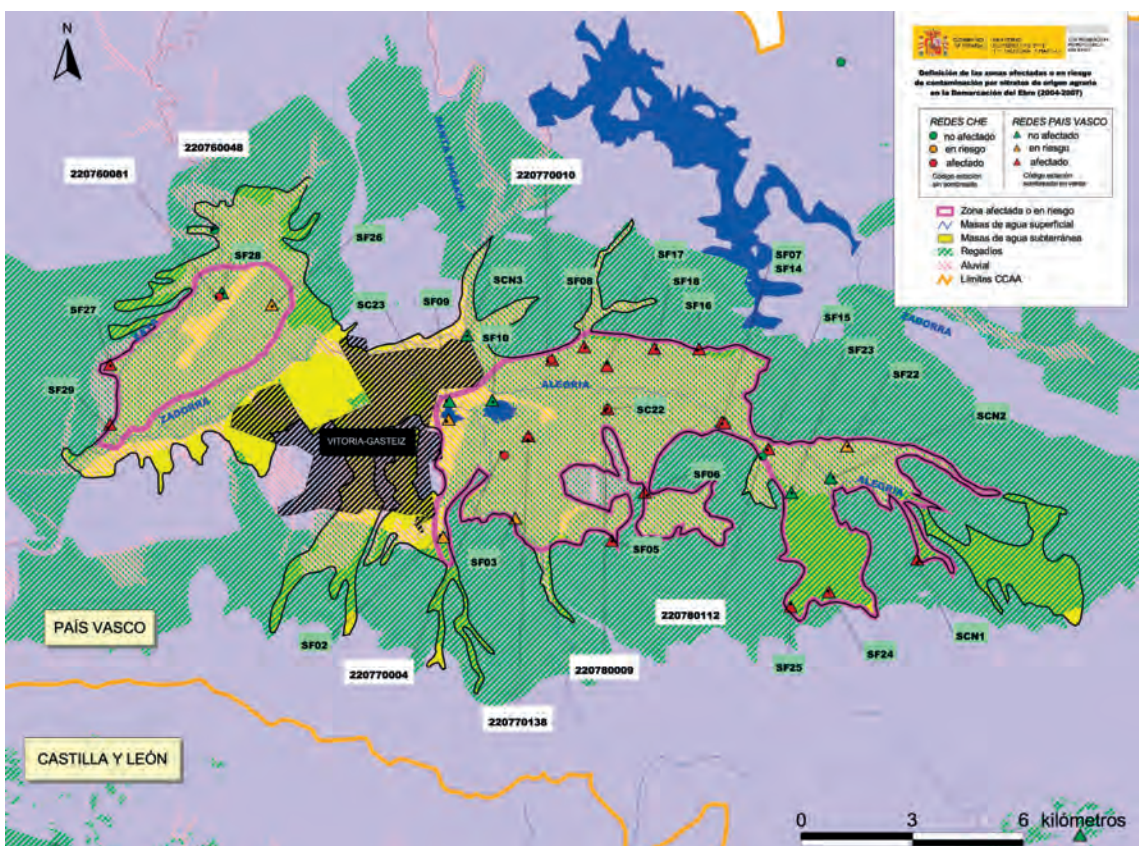 N
Definición de las zonas afectadas o en riesgo
de contaminación por nitratos de origen agrario
en la Demarcación del Ebro (2004-2007)
REDES CHE
no afectado
en riesgo
afectado
Código estación
sin sombreado
REDES PAIS VASCO
no afectado
en riesgo
afectado
Código estación
sombreado en verde
Zona afectada o en riesgo
Masas de agua superficial
Masas de agua subterránea
Regadíos
Aluvial
Límites CCAA
220760048
220760081
220770010
SANTA ENGRACIA
SF26
SF28
SF27
SC23
SF09
SCN3
SF08
SF17
SF18
SF16
SF07
SF14
SF15
SF23
SF22
SCN2
ZADORRA
SF29
SF10
ALEGRIA
ZADORRA
SC22
VITORIA-GASTEIZ
SF06
ALEGRIA
SF03
SF05
SF02
220770004
220770138
220780009
220780112
SF25
SF24
SCN1
PAÍS VASCO
CASTILLA Y LEÓN
0 3 6 kilómetros